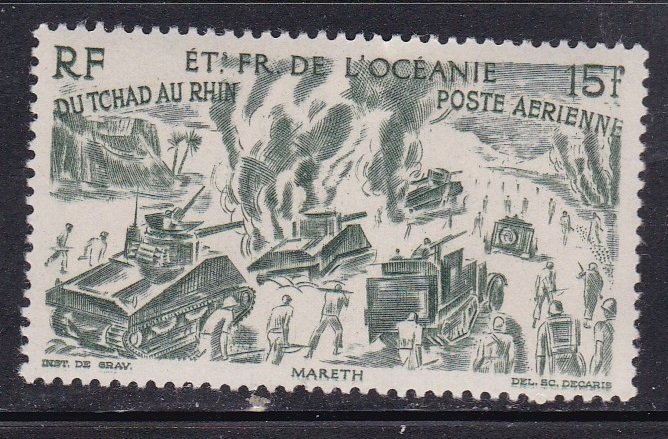 RF
ÉTS FR. DE L'OCÉANIE
15f
DU TCHAD AU RHIN
POSTE AERIENNE
INST. DE GRAV.
MARETH
DEL. SC. DECARIS